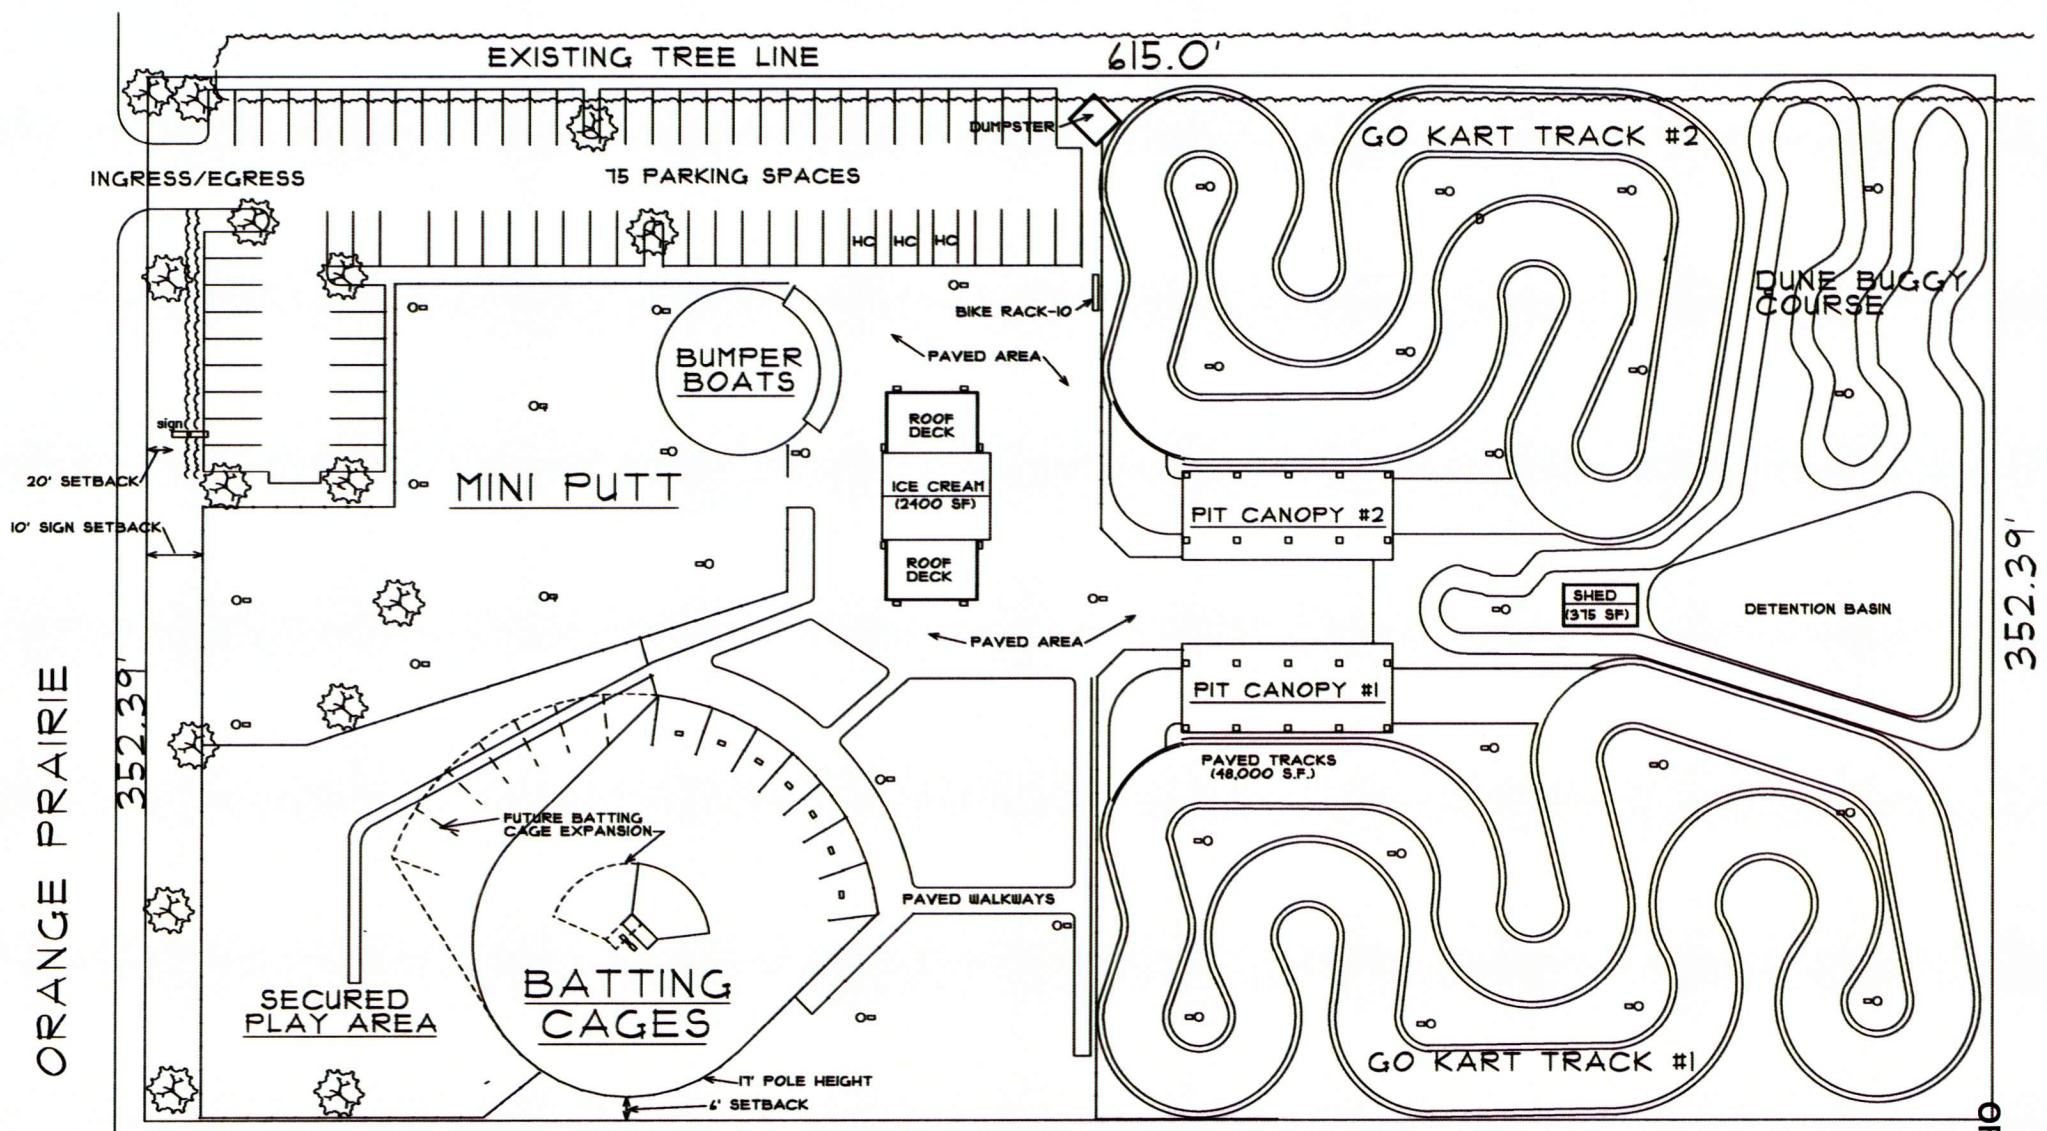 EXISTING TREE LINE
615.0'
DUMPSTER
GO KART TRACK #2
INGRESS/EGRESS
75 PARKING SPACES
HC HC HC
DUNE BUGGY
COURSE
BIKE RACK-10
PAVED AREA
BUMPER
BOATS
ROOF
DECK
sign
20' SETBACK
MINI PUTT
ICE CREAM
(2400 SF)
10' SIGN SETBACK
PIT CANOPY #2
352.39'
ROOF
DECK
SHED
(375 SF)
DETENTION BASIN
PAVED AREA
ORANGE PRAIRIE
352.39'
PIT CANOPY #1
PAVED TRACKS
(48,000 S.F.)
FUTURE BATTING
CAGE EXPANSION
PAVED WALKWAYS
BATTING
CAGES
SECURED
PLAY AREA
GO KART TRACK #1
17' POLE HEIGHT
6' SETBACK